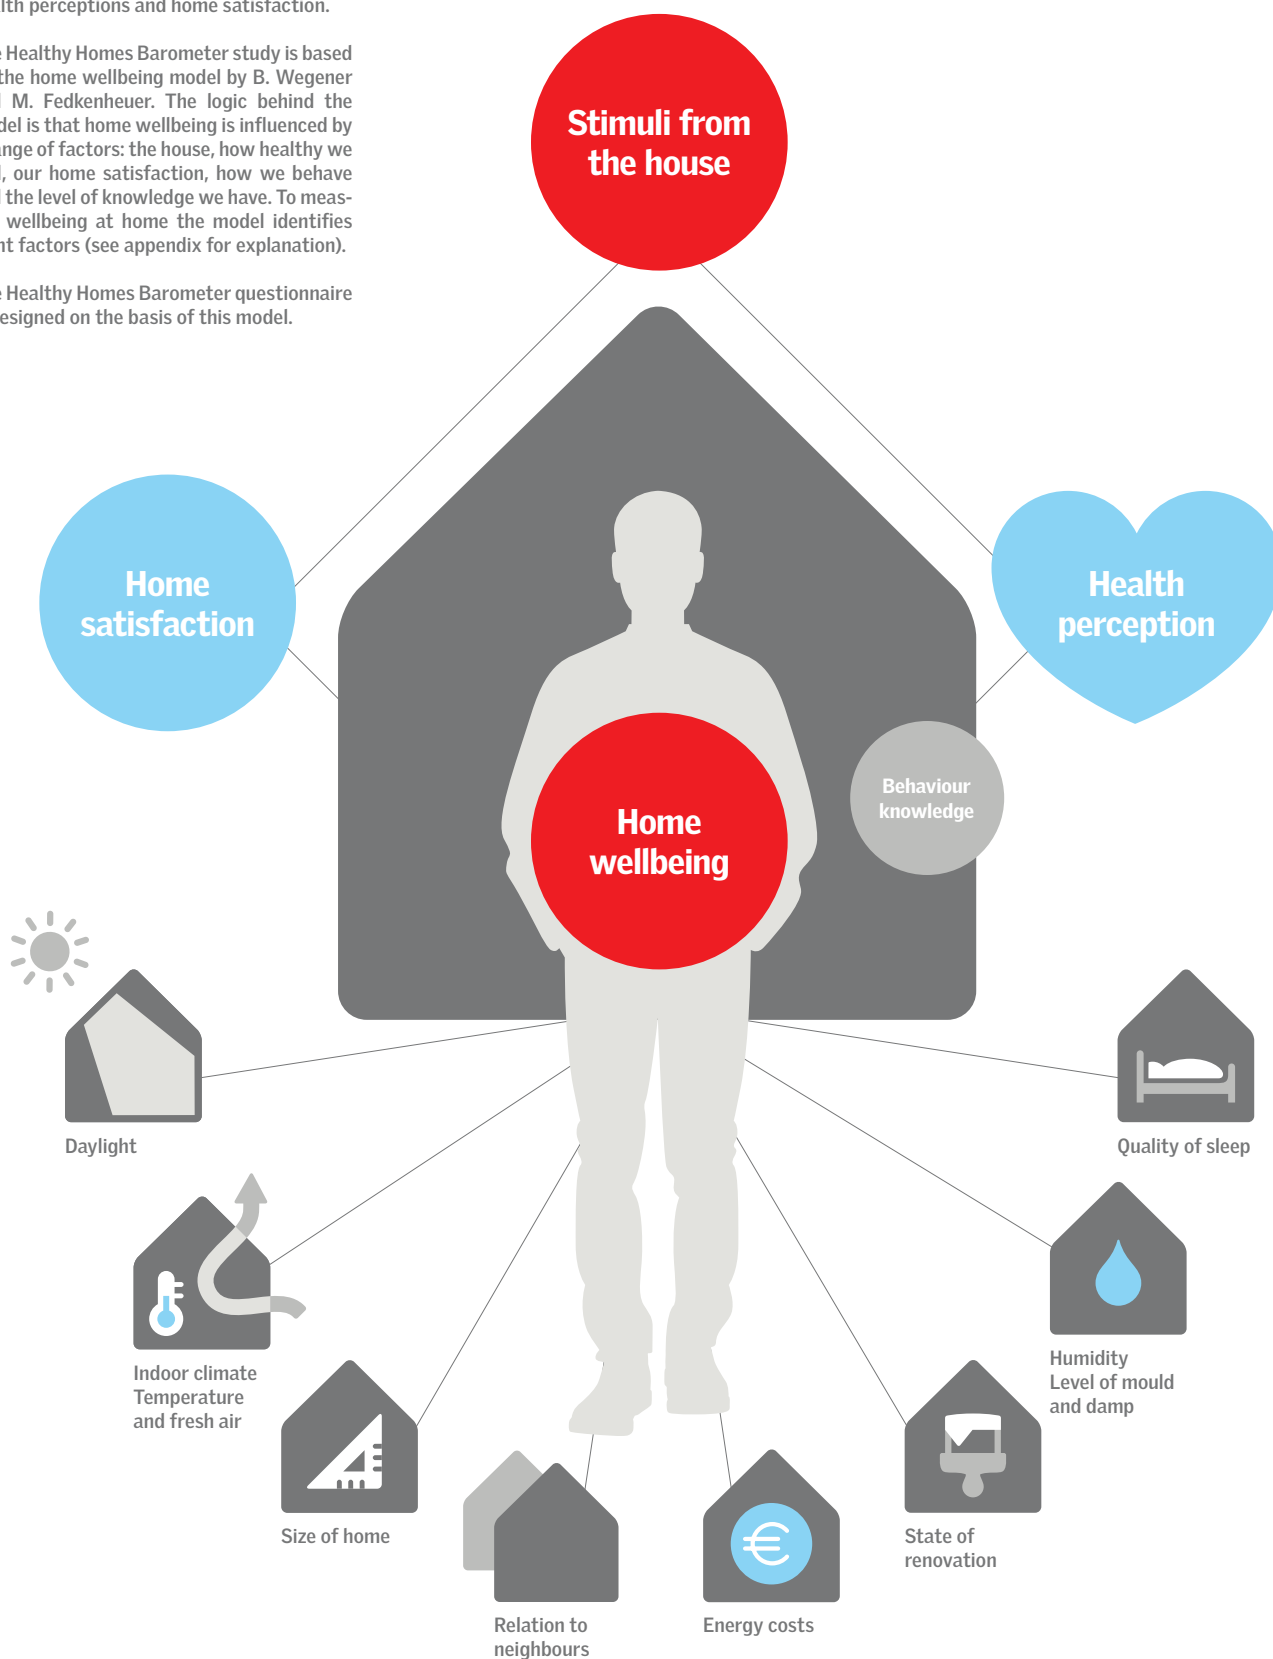 perceptions and home satisfaction.
Healthy Homes Barometer study is based
the home wellbeing model by B. Wegener
M. Fedkenheuer. The logic behind the
is that home wellbeing is influenced by
of factors: the house, how healthy we
our home satisfaction, how we behave
the level of knowledge we have. To meas-
wellbeing at home the model identifies
factors (see appendix for explanation).
Healthy Homes Barometer questionnaire
on the basis of this model.
Stimuli from
the house
Home
satisfaction
Health
perception
Home
wellbeing
Behaviour
knowledge
Daylight
Quality of sleep
Indoor climate
Temperature
and fresh air
Humidity
Level of mould
and damp
Size of home
State of
renovation
€
Relation to
neighbours
Energy costs